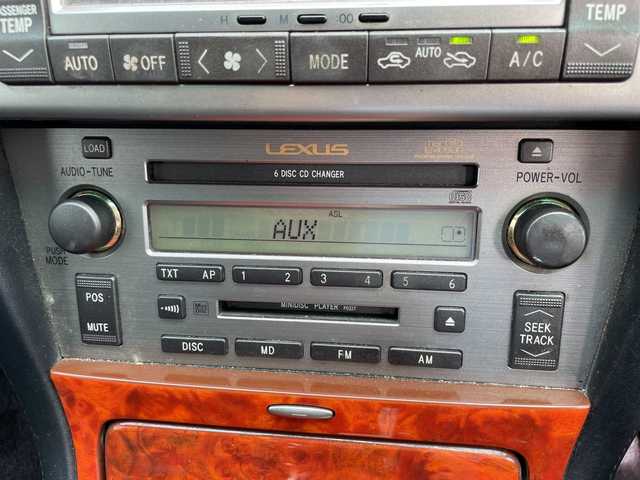 PASSENGER TEMP
H M :00
TEMP
AUTO OFF MODE AUTO A/C
LOAD
LEXUS
AUDIO-TUNE
6 DISC CD CHANGER
POWER-VOL
ASL
AUX
PUSH MODE
TXT AP 1 2 3 4 5 6
POS
MUTE
MINIDISC PLAYER
SEEK
TRACK
DISC MD FM AM